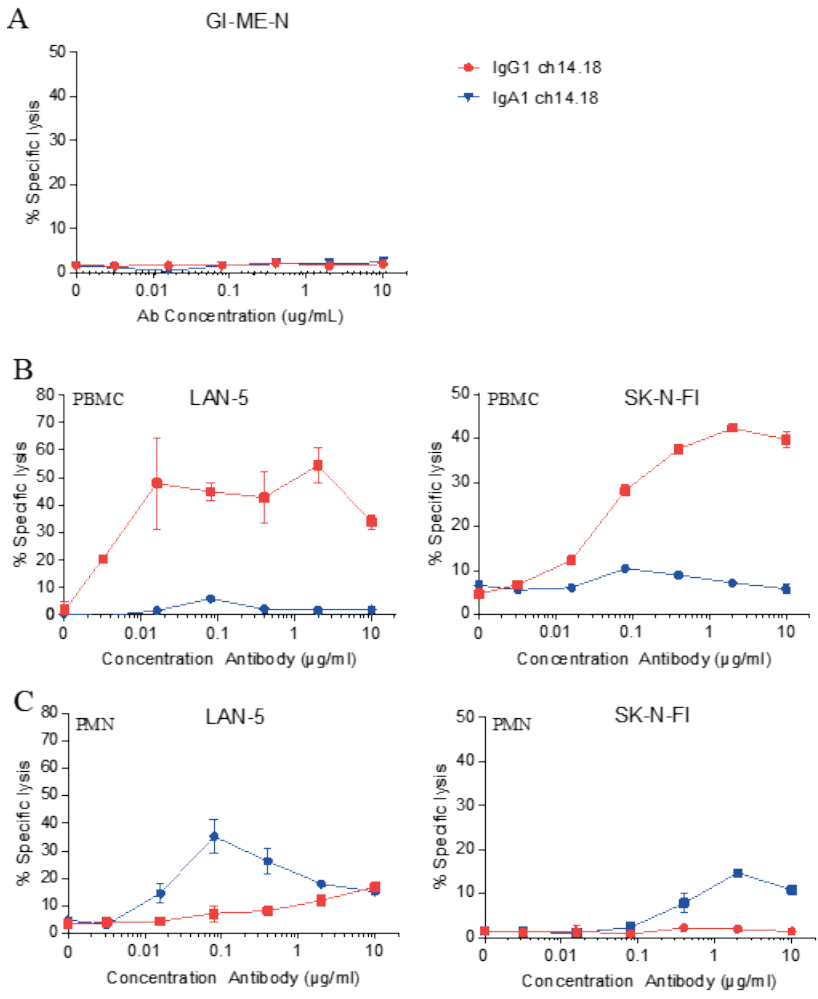 A
GI-ME-N
IgG1 ch14.18
IgA1 ch14.18
50
40
30
20
10
0
% Specific lysis
0 0.01 0.1 1 10
Ab Concentration (ug/mL)
B
PBMC LAN-5
80
70
60
50
40
30
20
10
0
% Specific lysis
0 0.01 0.1 1 10
Concentration Antibody (µg/ml)
PBMC SK-N-FI
50
40
30
20
10
0
% Specific lysis
0 0.01 0.1 1 10
Concentration Antibody (µg/ml)
C
PMN LAN-5
80
70
60
50
40
30
20
10
0
% Specific lysis
0 0.01 0.1 1 10
Concentration Antibody (µg/ml)
PMN SK-N-FI
50
40
30
20
10
0
% Specific lysis
0 0.01 0.1 1 10
Concentration Antibody (µg/ml)